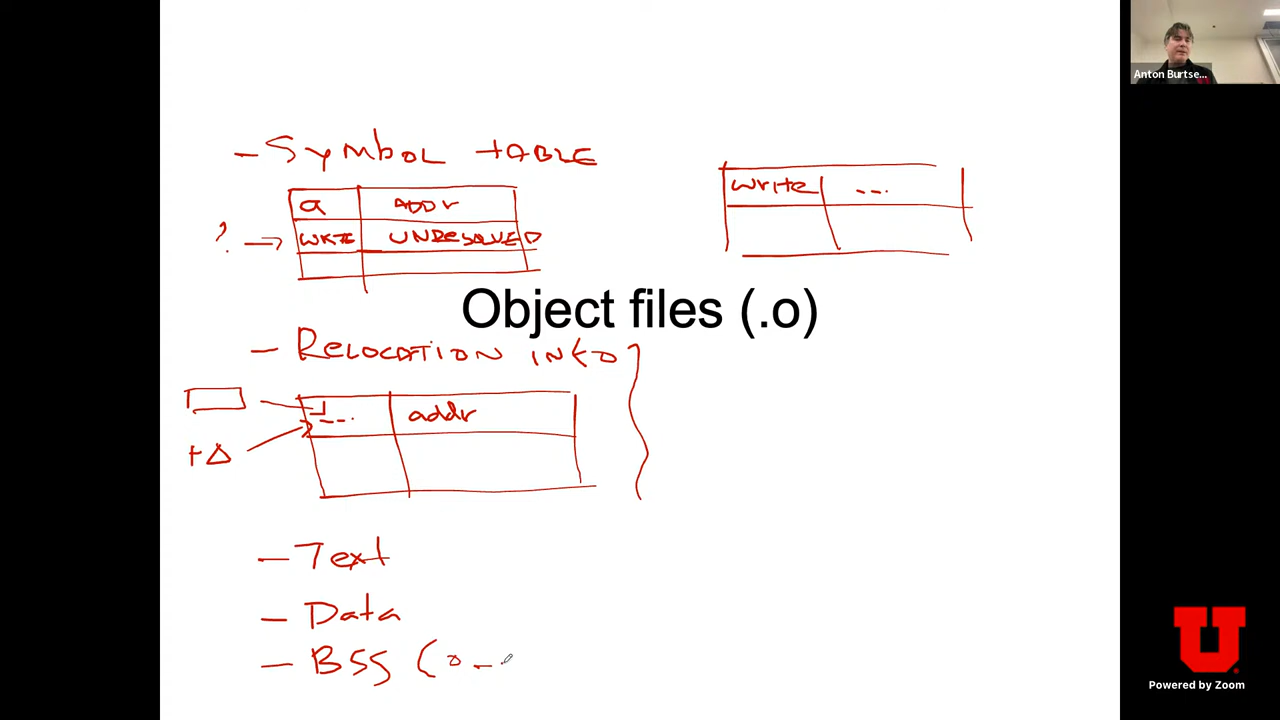 Anton Burtse...
- SYMBOL TABLE
a ADDR
write ...
? → WRITE UNRESOLVED
Object files (.o)
- RELOCATION INFO
... addr
+Δ
- Text
- Data
- BSS (0 -
U
Powered by Zoom